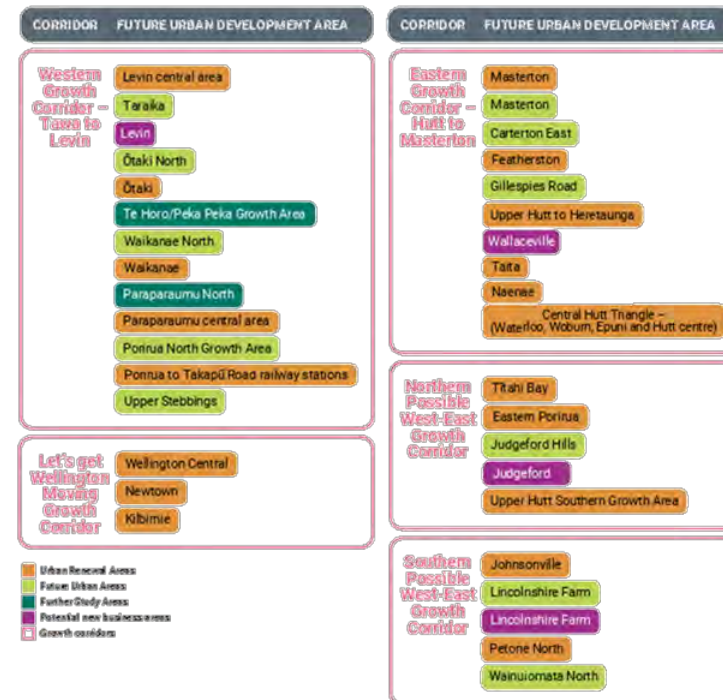 CORRIDOR FUTURE URBAN DEVELOPMENT AREA
Western
Growth
Corridor –
Tawa to
Levin
Levin central area
Taraika
Levin
Ōtaki North
Ōtaki
Te Horo/Peka Peka Growth Area
Waikanae North
Waikanae
Paraparaumu North
Paraparaumu central area
Porirua North Growth Area
Porirua to Takapū Road railway stations
Upper Stebbings
Let's get
Wellington
Moving
Growth
Corridor
Wellington Central
Newtown
Kilbirnie
Urban Renewal Areas
Future Urban Areas
Further Study Areas
Potential new business areas
Growth corridors
CORRIDOR FUTURE URBAN DEVELOPMENT AREA
Eastern
Growth
Corridor –
Hutt to
Masterton
Masterton
Masterton
Carterton East
Featherston
Gillespies Road
Upper Hutt to Heretaunga
Wallaceville
Taita
Naenae
Central Hutt Triangle –
(Waterloo, Woburn, Epuni and Hutt centre)
Northern
Possible
West-East
Growth
Corridor
Titahi Bay
Eastern Porirua
Judgeford Hills
Judgeford
Upper Hutt Southern Growth Area
Southern
Possible
West-East
Growth
Corridor
Johnsonville
Lincolnshire Farm
Lincolnshire Farm
Petone North
Wainuiomata North